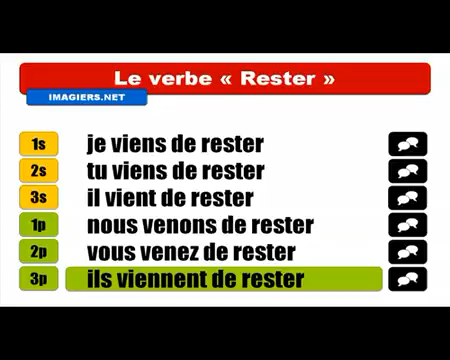 Le verbe « Rester »
IMAGIERS.NET
1s je viens de rester
2s tu viens de rester
3s il vient de rester
1p nous venons de rester
2p vous venez de rester
3p ils viennent de rester